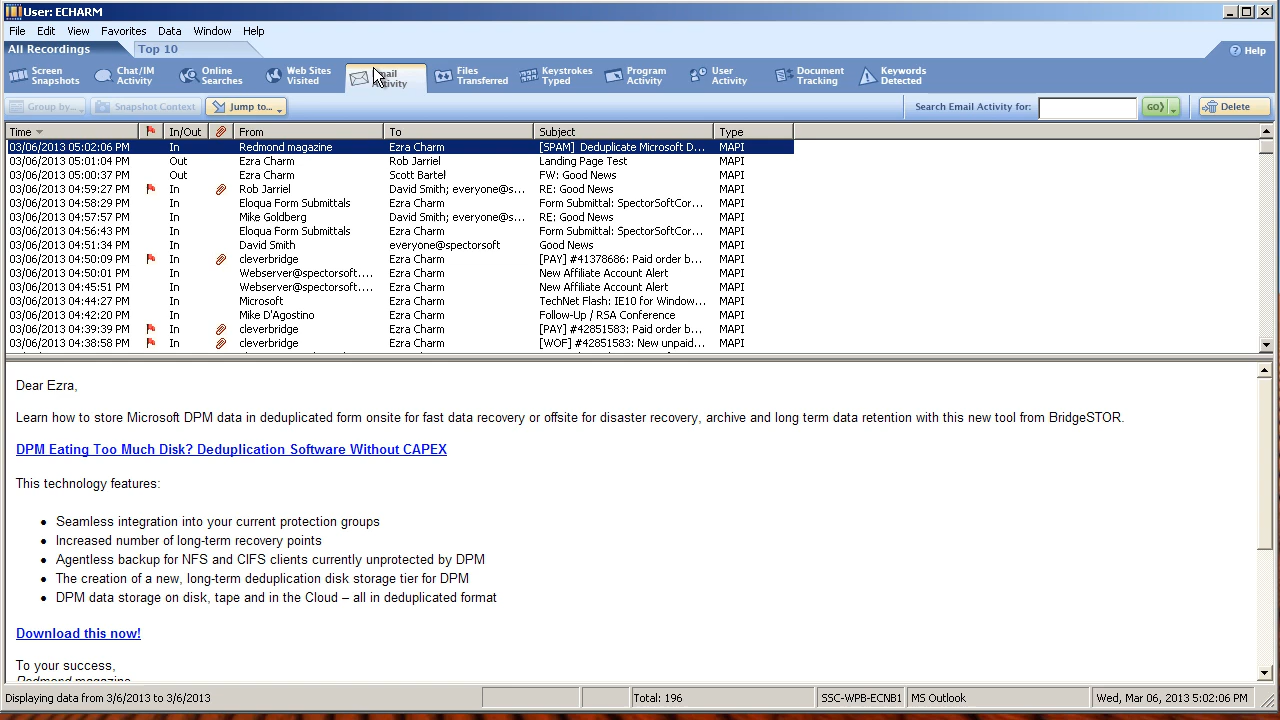 User: ECHARM
File Edit View Favorites Data Window Help
All Recordings Top 10 Help
Screen Snapshots Chat/IM Activity Online Searches Web Sites Visited Email Activity Files Transferred Keystrokes Typed Program Activity User Activity Document Tracking Keywords Detected
Group by... Snapshot Context Jump to... Search Email Activity for: GO Delete
Time In/Out From To Subject Type
03/06/2013 05:02:06 PM In Redmond magazine Ezra Charm [SPAM] Deduplicate Microsoft D... MAPI
03/06/2013 05:01:04 PM Out Ezra Charm Rob Jarriel Landing Page Test MAPI
03/06/2013 05:00:37 PM Out Ezra Charm Scott Bartel FW: Good News MAPI
03/06/2013 04:59:27 PM In Rob Jarriel David Smith; everyone@s... RE: Good News MAPI
03/06/2013 04:58:29 PM In Eloqua Form Submittals Ezra Charm Form Submittal: SpectorSoftCor... MAPI
03/06/2013 04:57:57 PM In Mike Goldberg David Smith; everyone@s... RE: Good News MAPI
03/06/2013 04:56:43 PM In Eloqua Form Submittals Ezra Charm Form Submittal: SpectorSoftCor... MAPI
03/06/2013 04:51:34 PM In David Smith everyone@spectorsoft Good News MAPI
03/06/2013 04:50:09 PM In cleverbridge Ezra Charm [PAY] #41378686: Paid order b... MAPI
03/06/2013 04:50:01 PM In Webserver@spectorsoft.... Ezra Charm New Affiliate Account Alert MAPI
03/06/2013 04:45:51 PM In Webserver@spectorsoft.... Ezra Charm New Affiliate Account Alert MAPI
03/06/2013 04:44:27 PM In Microsoft Ezra Charm TechNet Flash: IE10 for Window... MAPI
03/06/2013 04:42:20 PM In Mike D'Agostino Ezra Charm Follow-Up / RSA Conference MAPI
03/06/2013 04:39:39 PM In cleverbridge Ezra Charm [PAY] #42851583: Paid order b... MAPI
03/06/2013 04:38:58 PM In cleverbridge Ezra Charm [WOF] #42851583: New unpaid... MAPI
Dear Ezra,
Learn how to store Microsoft DPM data in deduplicated form onsite for fast data recovery or offsite for disaster recovery, archive and long term data retention with this new tool from BridgeSTOR.
DPM Eating Too Much Disk? Deduplication Software Without CAPEX
This technology features:
• Seamless integration into your current protection groups
• Increased number of long-term recovery points
• Agentless backup for NFS and CIFS clients currently unprotected by DPM
• The creation of a new, long-term deduplication disk storage tier for DPM
• DPM data storage on disk, tape and in the Cloud – all in deduplicated format
Download this now!
To your success,
Redmond magazine
Displaying data from 3/6/2013 to 3/6/2013 Total: 196 SSC-WPB-ECNB1 MS Outlook Wed, Mar 06, 2013 5:02:06 PM